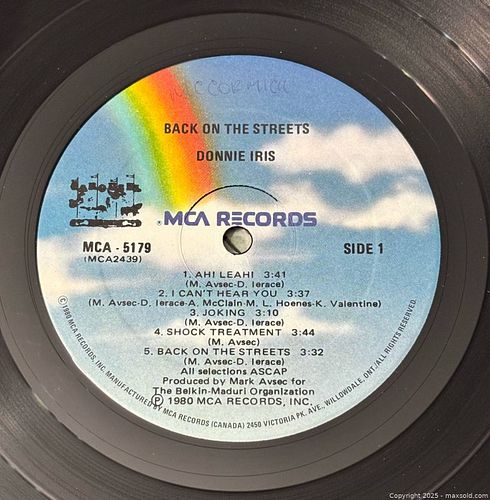 McCORMICK
BACK ON THE STREETS
DONNIE IRIS
MCA RECORDS
MCA - 5179
(MCA2439)
SIDE 1
1. AH! LEAH! 3:41
(M. Avsec-D. Ierace)
2. I CAN'T HEAR YOU 3:37
(M. Avsec-D. Ierace-A. McClain-M. L. Hoenes-K. Valentine)
3. JOKING 3:10
(M. Avsec-D. Ierace)
4. SHOCK TREATMENT 3:44
(M. Avsec)
5. BACK ON THE STREETS 3:32
(M. Avsec-D. Ierace)
All selections ASCAP
Produced by Mark Avsec for
The Belkin-Maduri Organization
Ⓟ 1980 MCA RECORDS, INC.
©1980 MCA RECORDS, INC. MANUFACTURED BY MCA RECORDS (CANADA) 2450 VICTORIA PK. AVE., WILLOWDALE, ONT. ALL RIGHTS RESERVED.
Copyright 2025 - maxsold.com